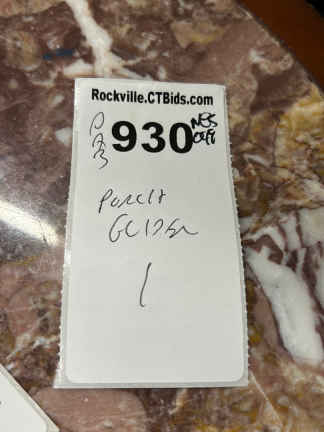 Rockville.CTBids.com
930
PORCH
GLIDER
1